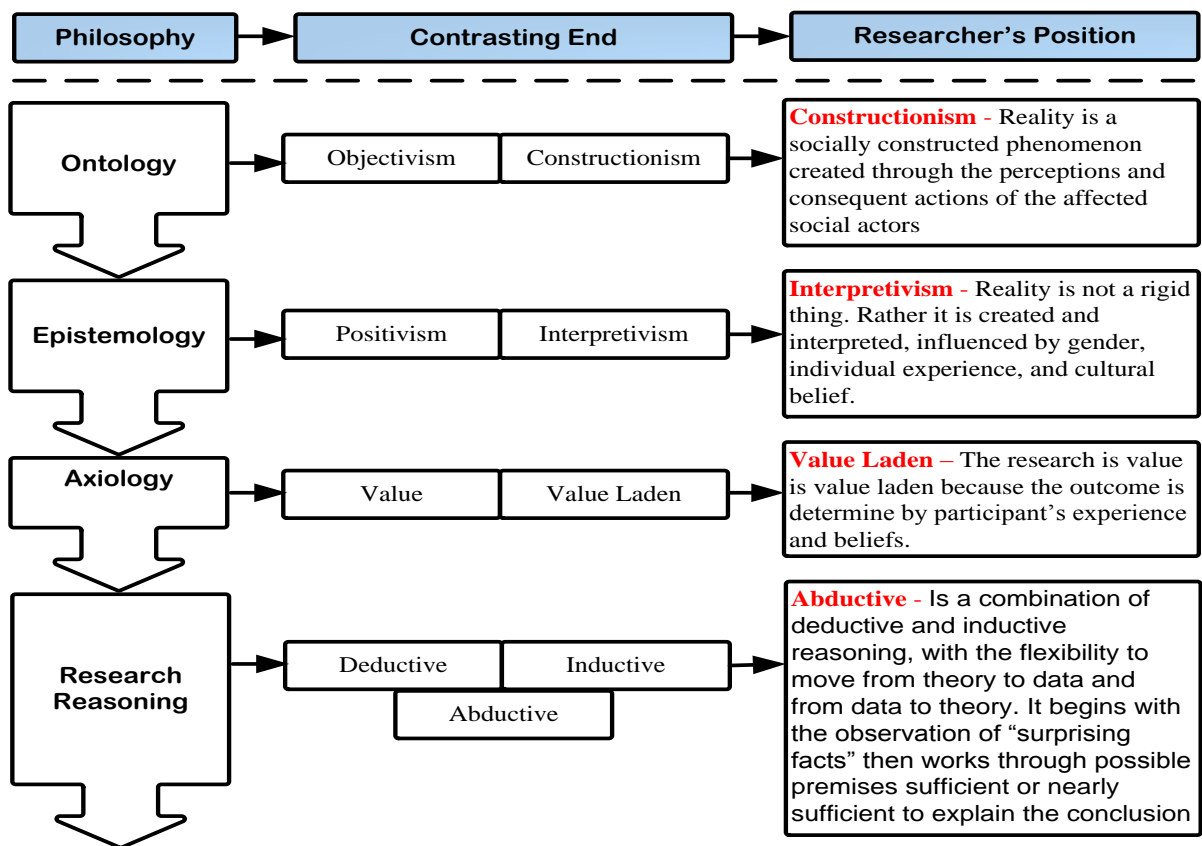 Philosophy
Contrasting End
Researcher's Position
Ontology
Objectivism
Constructionism
Constructionism - Reality is a
socially constructed phenomenon
created through the perceptions and
consequent actions of the affected
social actors
Epistemology
Positivism
Interpretivism
Interpretivism - Reality is not a rigid
thing. Rather it is created and
interpreted, influenced by gender,
individual experience, and cultural
belief.
Axiology
Value
Value Laden
Value Laden – The research is value
is value laden because the outcome is
determine by participant's experience
and beliefs.
Research
Reasoning
Deductive
Inductive
Abductive
Abductive - Is a combination of
deductive and inductive
reasoning, with the flexibility to
move from theory to data and
from data to theory. It begins with
the observation of “surprising
facts” then works through possible
premises sufficient or nearly
sufficient to explain the conclusion